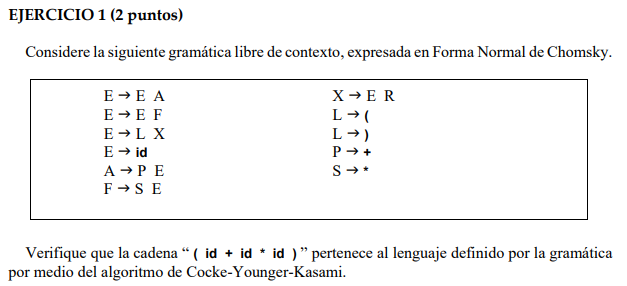 EJERCICIO 1 (2 puntos)
Considere la siguiente gramática libre de contexto, expresada en Forma Normal de Chomsky.
E → E A
E → E F
E → L X
E → id
A → P E
F → S E
X → E R
L → (
L → )
P → +
S → *
Verifique que la cadena “ ( id + id * id ) ” pertenece al lenguaje definido por la gramática
por medio del algoritmo de Cocke-Younger-Kasami.